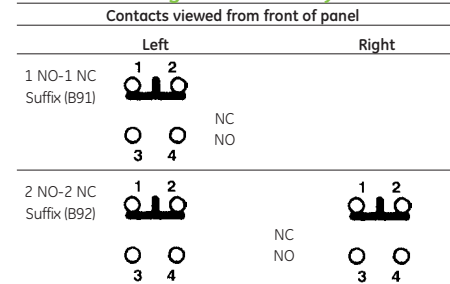 Contacts viewed from front of panel
Left Right
1 NO-1 NC
Suffix (B91)
1 2
NC
NO
3 4
2 NO-2 NC
Suffix (B92)
1 2 1 2
NC
NO
3 4 3 4